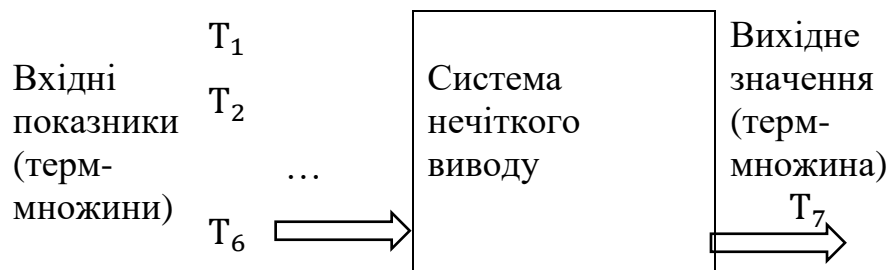 Вхідні
показники
(терм-
множини)
T₁
T₂
…
T₆
Система
нечіткого
виводу
Вихідне
значення
(терм-
множина)
T₇